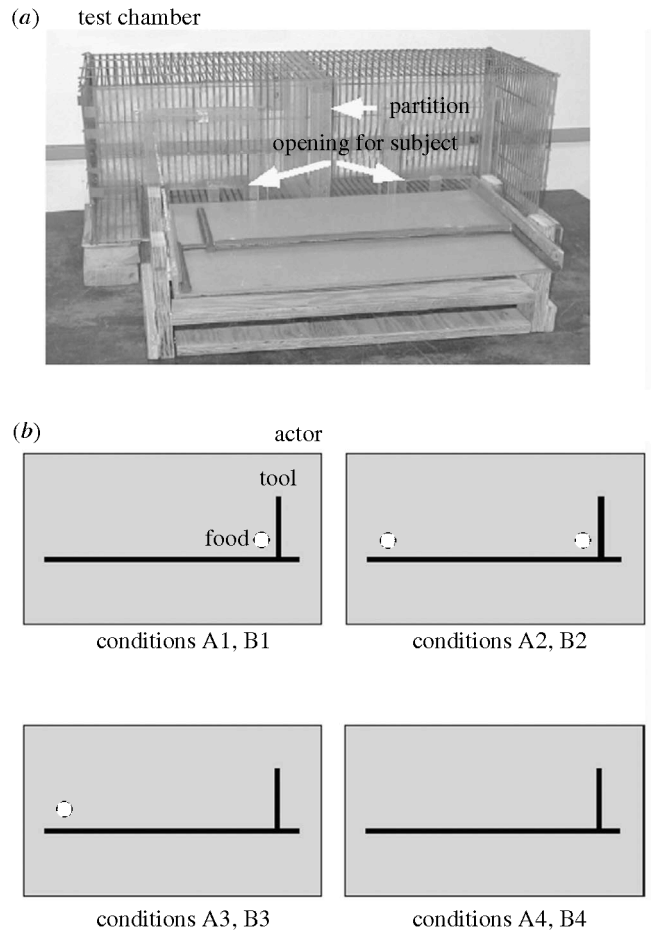 (a) test chamber
partition
opening for subject
(b)
actor
tool
food
conditions A1, B1
conditions A2, B2
conditions A3, B3
conditions A4, B4